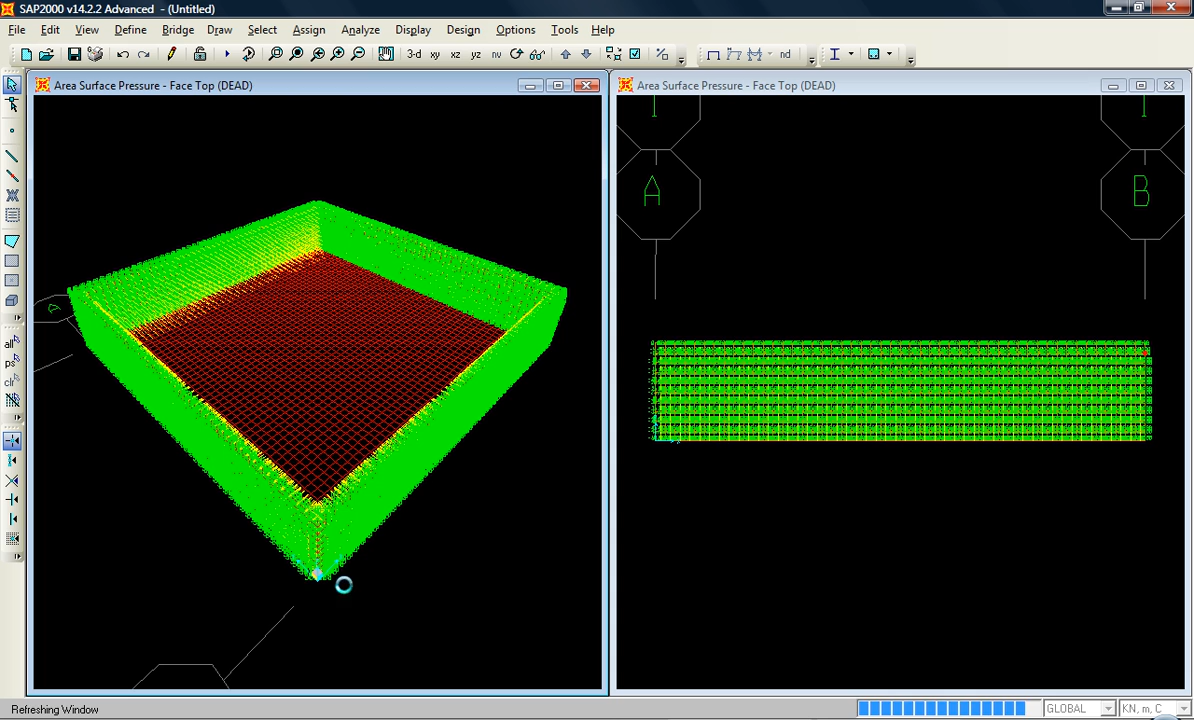 SAP2000 v14.2.2 Advanced - (Untitled)
File Edit View Define Bridge Draw Select Assign Analyze Display Design Options Tools Help
3-d xy xz yz nv nd
Area Surface Pressure - Face Top (DEAD)
Area Surface Pressure - Face Top (DEAD)
A
1
1
A
B
all
ps
clr
Refreshing Window
GLOBAL
KN, m, C